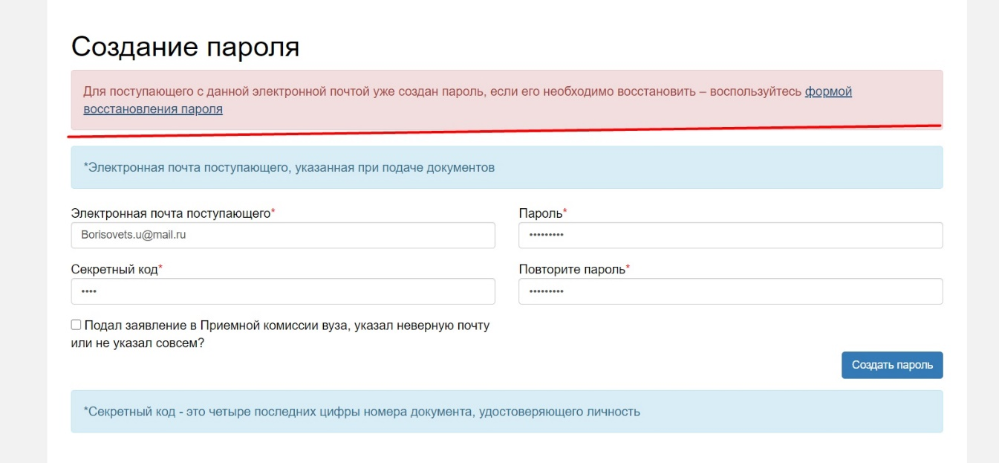 Создание пароля
Для поступающего с данной электронной почтой уже создан пароль, если его необходимо восстановить – воспользуйтесь формой
восстановления пароля
*Электронная почта поступающего, указанная при подаче документов
Электронная почта поступающего*
Borisovets.u@mail.ru
Пароль*
•••••••••
Секретный код*
••••
Повторите пароль*
•••••••••
Подал заявление в Приемной комиссии вуза, указал неверную почту
или не указал совсем?
Создать пароль
*Секретный код - это четыре последних цифры номера документа, удостоверяющего личность